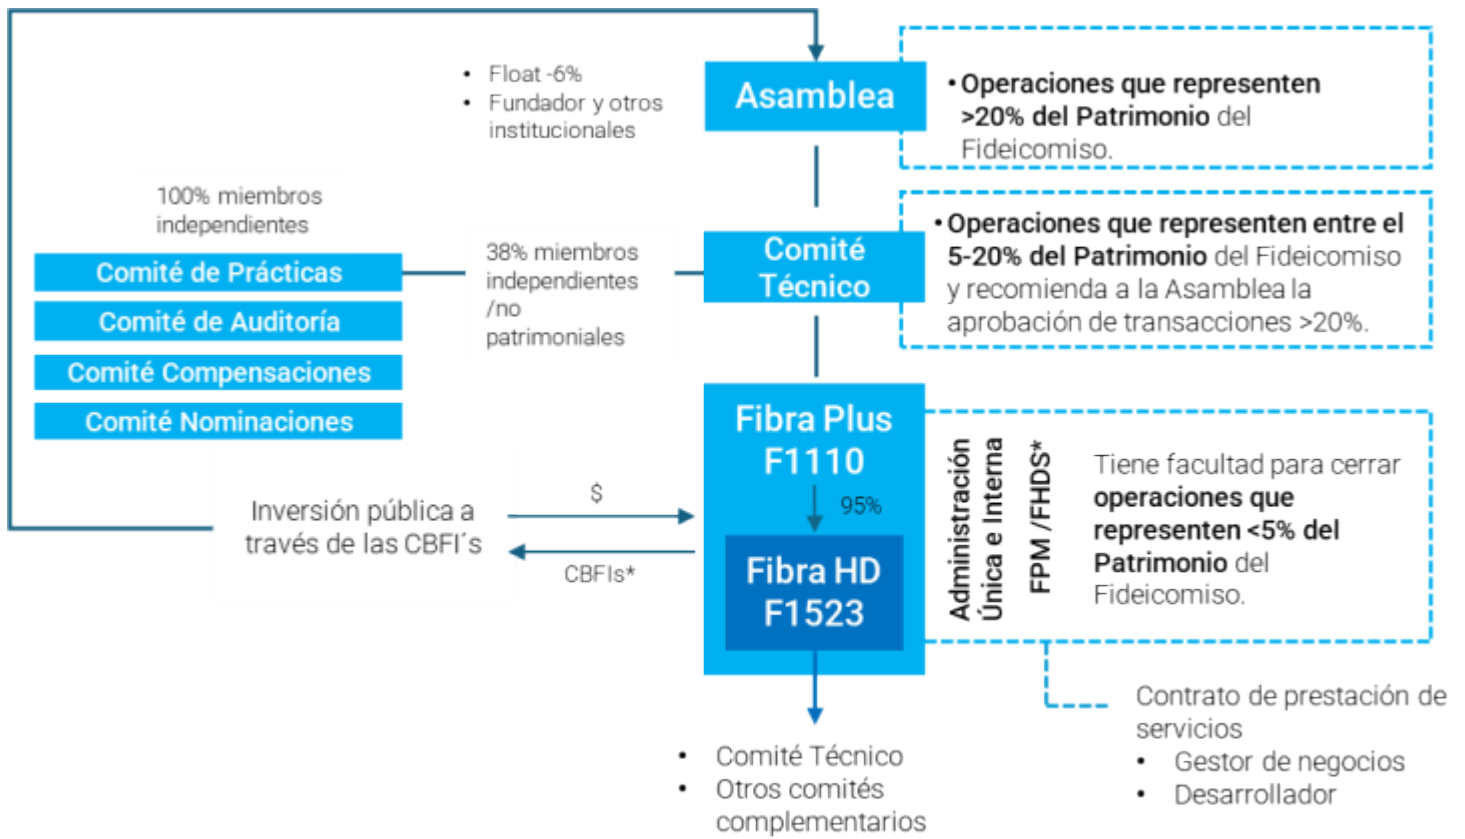 • Float -6%
• Fundador y otros
institucionales
Asamblea
• Operaciones que representen
>20% del Patrimonio del
Fideicomiso.
100% miembros
independientes
Comité de Prácticas
Comité de Auditoría
Comité Compensaciones
Comité Nominaciones
38% miembros
independientes
/no
patrimoniales
Comité
Técnico
• Operaciones que representen entre el
5-20% del Patrimonio del Fideicomiso
y recomienda a la Asamblea la
aprobación de transacciones >20%.
Inversión pública a
través de las CBFI´s
$
CBFIs*
Fibra Plus
F1110
95%
Fibra HD
F1523
Administración
Única e Interna
FPM /FHDS*
Tiene facultad para cerrar
operaciones que
representen <5% del
Patrimonio del
Fideicomiso.
• Comité Técnico
• Otros comités
complementarios
Contrato de prestación de
servicios
• Gestor de negocios
• Desarrollador